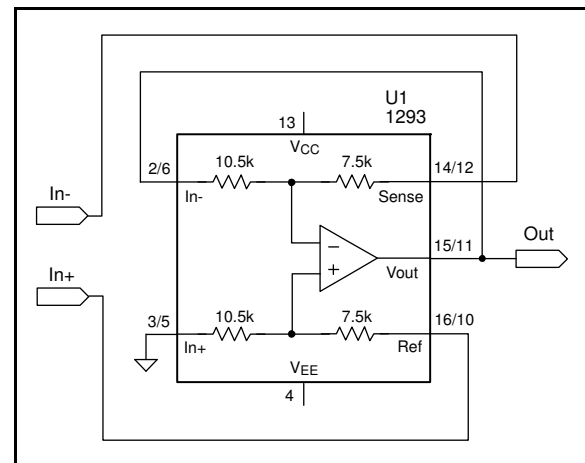 U1
1293
13
VCC
2/6
10.5k
7.5k
14/12
In-
Sense
In-
−
15/11
Out
+
Vout
In+
3/5
10.5k
7.5k
16/10
In+
Ref
VEE
4